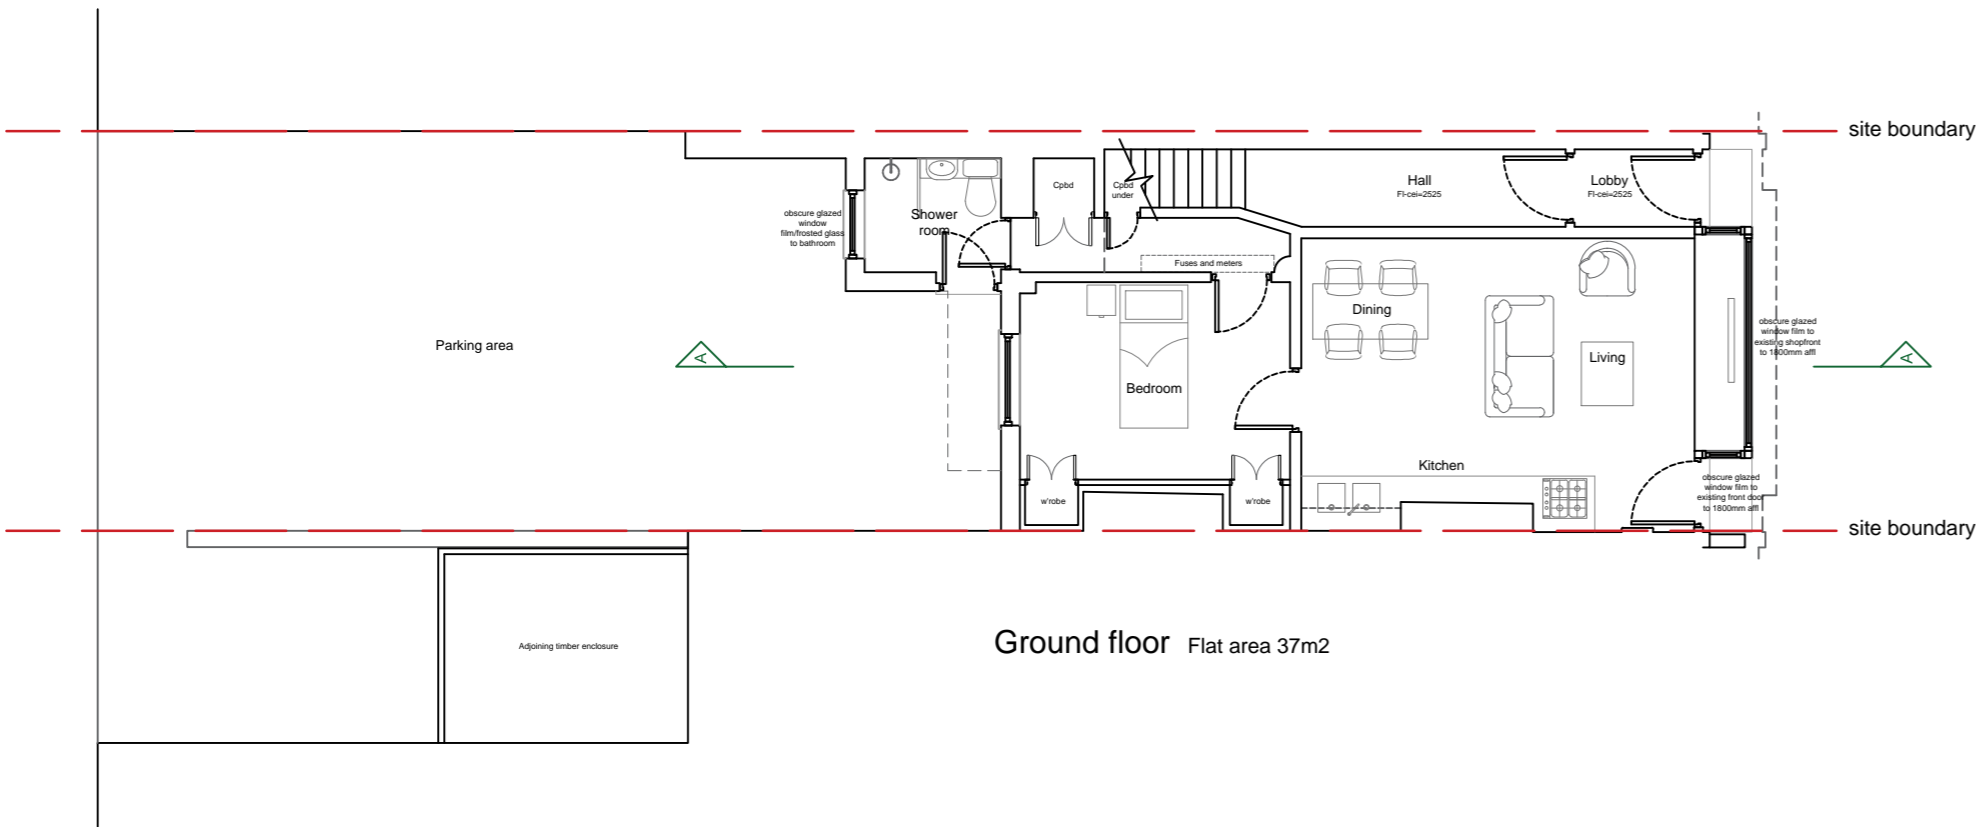 site boundary
Hall
Fl-cei=2525
Lobby
Fl-cei=2525
Cpbd
Cpbd
under
obscure glazed
window
film/frosted glass
to bathroom
Shower
room
Fuses and meters
Dining
Parking area
A
Bedroom
Living
obscure glazed
window film to
existing shopfront
to 1800mm affl
A
Kitchen
w'robe
w'robe
obscure glazed
window film to
existing front door
to 1800mm affl
site boundary
Adjoining timber enclosure
Ground floor Flat area 37m2